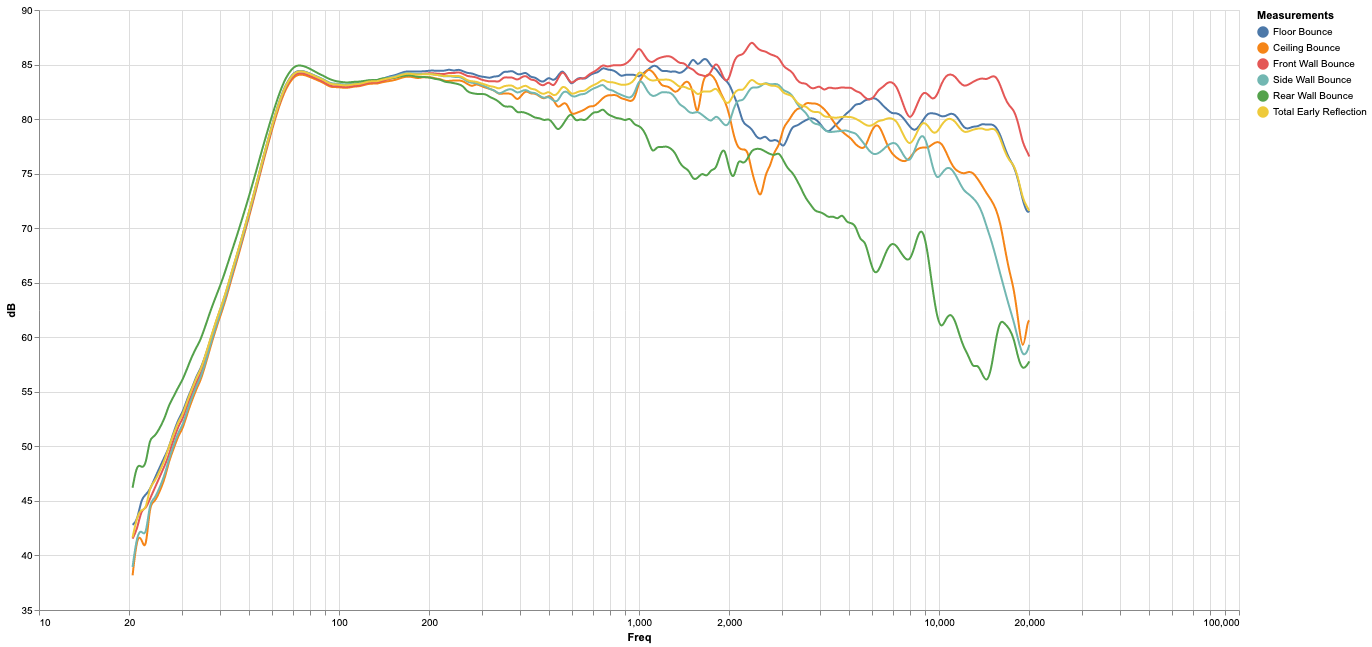 90
85
80
75
70
65
60
55
50
45
40
35
dB
10
20
100
200
1,000
2,000
10,000
20,000
100,000
Freq
Measurements
Floor Bounce
Ceiling Bounce
Front Wall Bounce
Side Wall Bounce
Rear Wall Bounce
Total Early Reflection